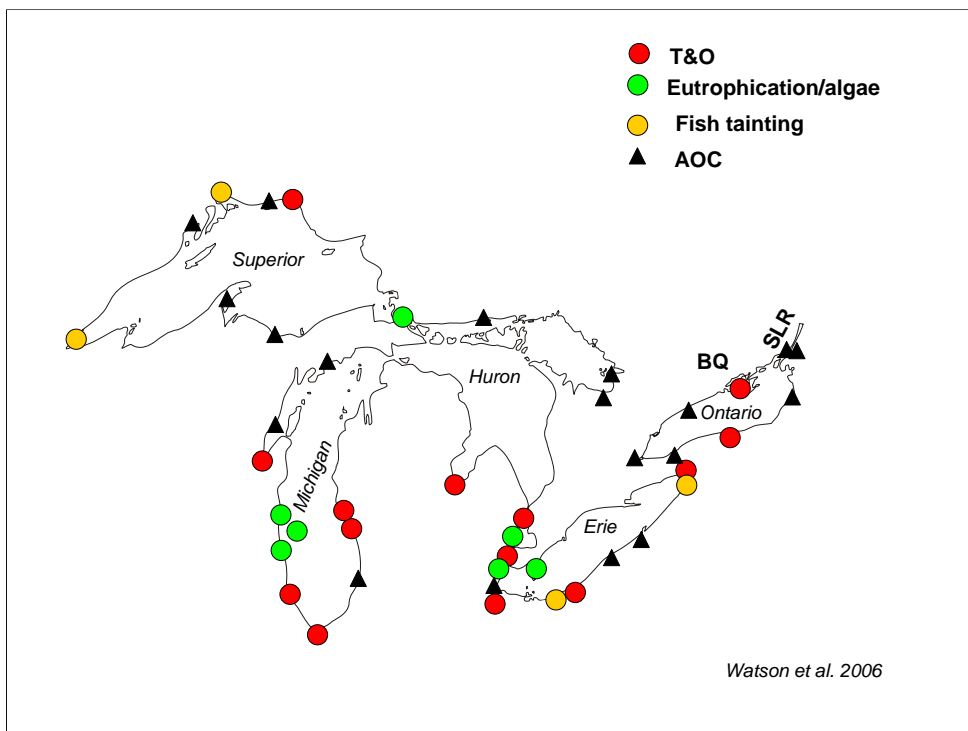 T&O
Eutrophication/algae
Fish tainting
AOC
Superior
Huron
BQ
SLR
Ontario
Michigan
Erie
Watson et al. 2006